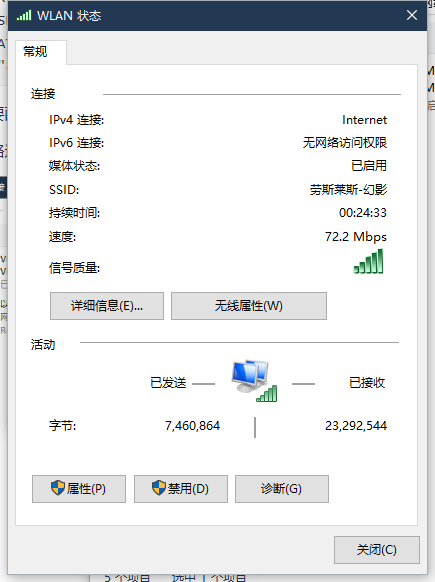 WLAN 状态
常规
连接
IPv4 连接: Internet
IPv6 连接: 无网络访问权限
媒体状态: 已启用
SSID: 劳斯莱斯-幻影
持续时间: 00:24:33
速度: 72.2 Mbps
信号质量:
详细信息(E)... 无线属性(W)
活动
已发送 已接收
字节: 7,460,864 23,292,544
属性(P) 禁用(D) 诊断(G)
关闭(C)
5 个项目 选中 1 个项目